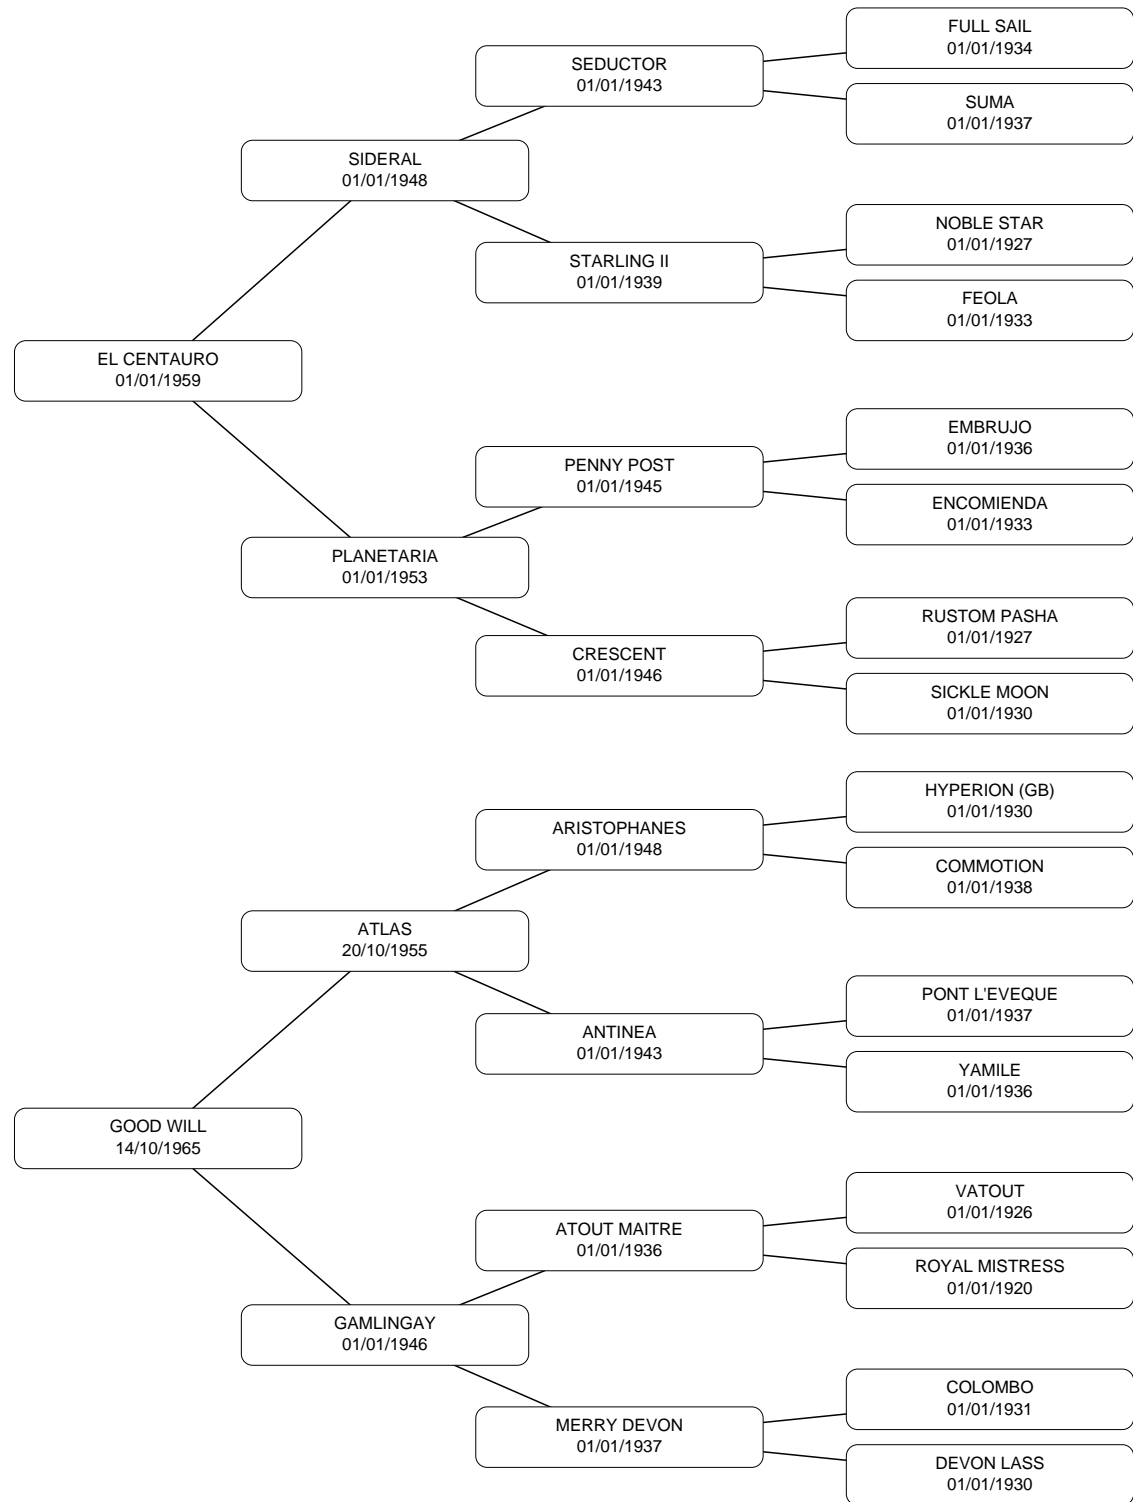 FULL SAIL
01/01/1934
SEDUCTOR
01/01/1943
SUMA
01/01/1937
SIDERAL
01/01/1948
NOBLE STAR
01/01/1927
STARLING II
01/01/1939
FEOLA
01/01/1933
EL CENTAURO
01/01/1959
EMBRUJO
01/01/1936
PENNY POST
01/01/1945
ENCOMIENDA
01/01/1933
PLANETARIA
01/01/1953
RUSTOM PASHA
01/01/1927
CRESCENT
01/01/1946
SICKLE MOON
01/01/1930
HYPERION (GB)
01/01/1930
ARISTOPHANES
01/01/1948
COMMOTION
01/01/1938
ATLAS
20/10/1955
PONT L'EVEQUE
01/01/1937
ANTINEA
01/01/1943
YAMILE
01/01/1936
GOOD WILL
14/10/1965
VATOUT
01/01/1926
ATOUT MAITRE
01/01/1936
ROYAL MISTRESS
01/01/1920
GAMLINGAY
01/01/1946
COLOMBO
01/01/1931
MERRY DEVON
01/01/1937
DEVON LASS
01/01/1930